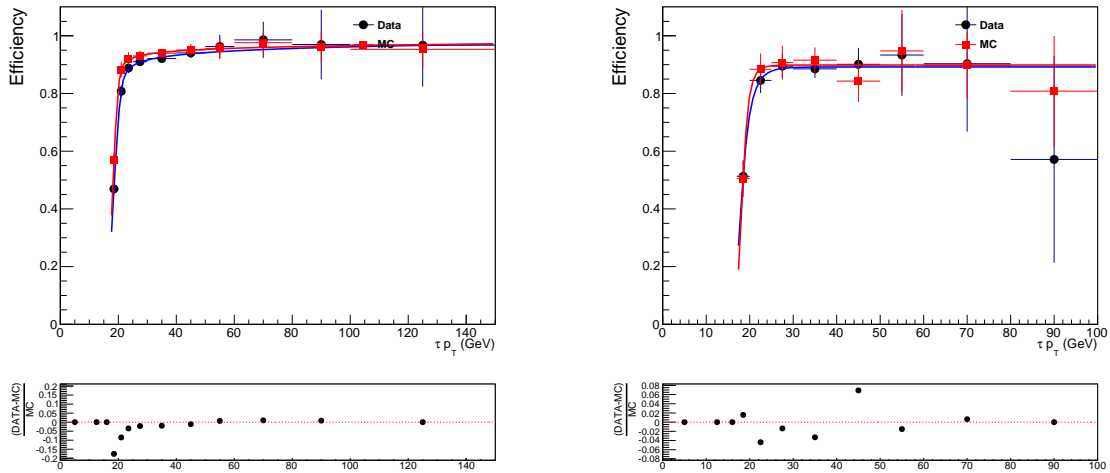 Efficiency
1
0.8
0.6
0.4
0.2
0
0 20 40 60 80 100 120 140
τ p_T (GeV)
Data
MC
(DATA-MC)
MC
0.2
0.15
0.1
0.05
0
-0.05
-0.1
-0.15
-0.2
0 20 40 60 80 100 120 140
Efficiency
1
0.8
0.6
0.4
0.2
0
0 10 20 30 40 50 60 70 80 90 100
τ p_T (GeV)
Data
MC
(DATA-MC)
MC
0.08
0.06
0.04
0.02
0
-0.02
-0.04
-0.06
-0.08
0 10 20 30 40 50 60 70 80 90 100